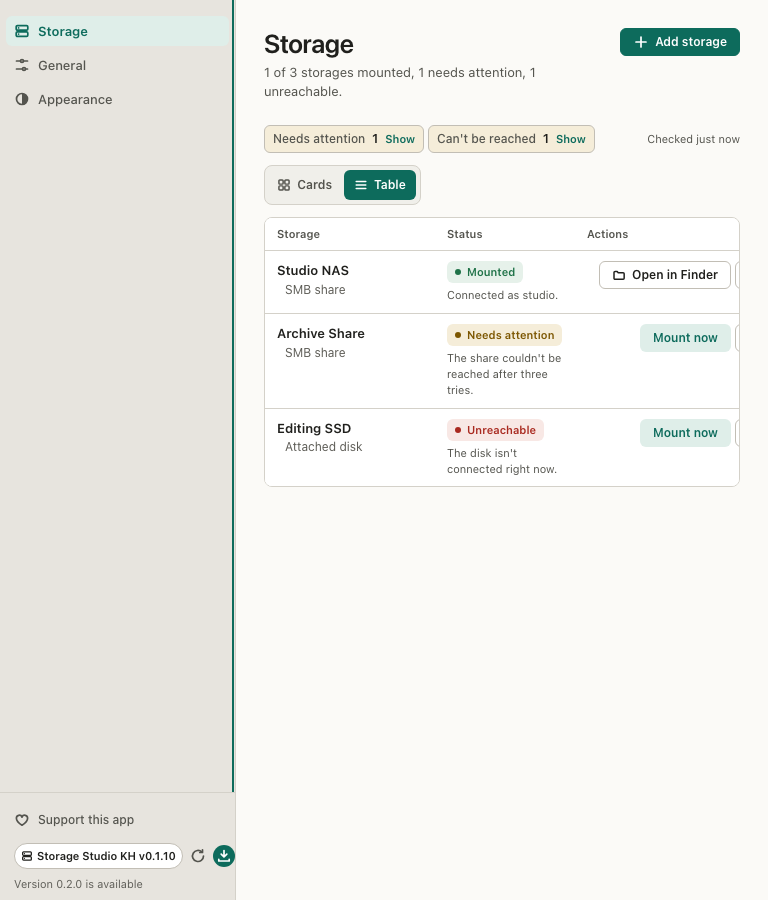 Storage
General
Appearance
Support this app
Storage Studio KH v0.1.10
Version 0.2.0 is available
Storage
Add storage
1 of 3 storages mounted, 1 needs attention, 1
unreachable.
Needs attention 1 Show
Can't be reached 1 Show
Checked just now
Cards
Table
Storage Status Actions
Studio NAS
SMB share
Mounted
Connected as studio.
Open in Finder
Archive Share
SMB share
Needs attention
The share couldn't be
reached after three
tries.
Mount now
Editing SSD
Attached disk
Unreachable
The disk isn't
connected right now.
Mount now